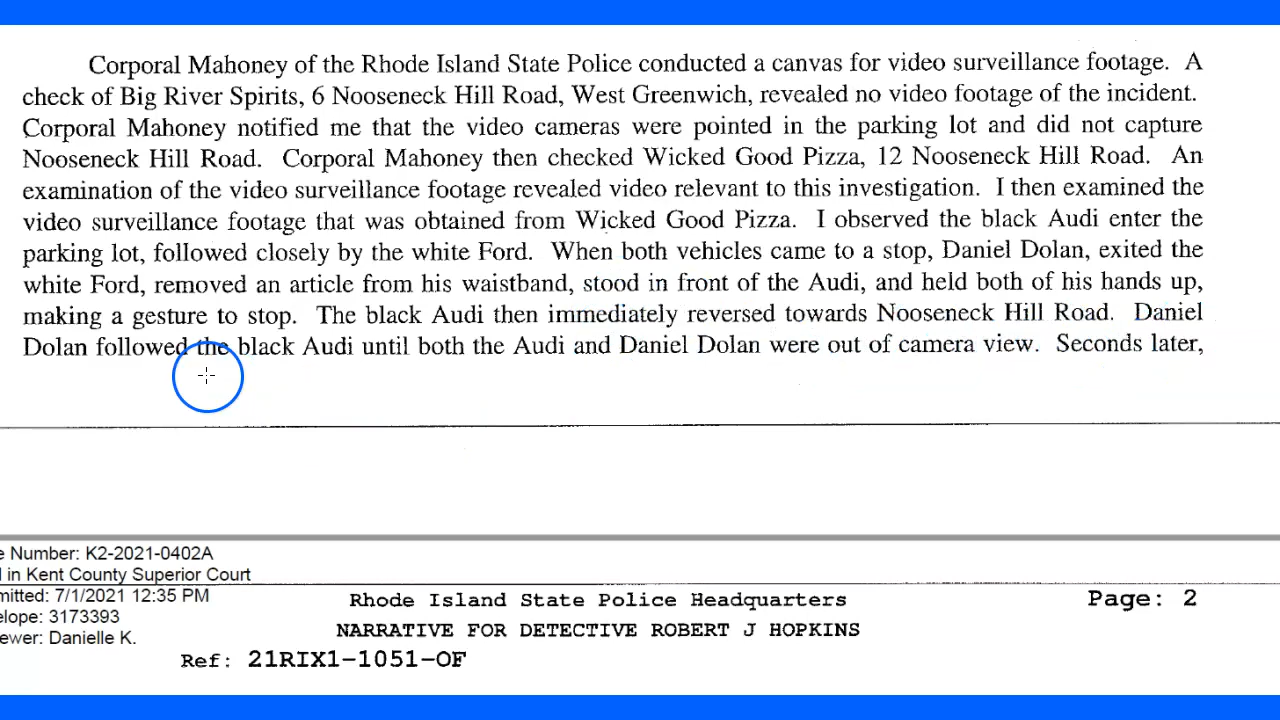 Corporal Mahoney of the Rhode Island State Police conducted a canvas for video surveillance footage. A
check of Big River Spirits, 6 Nooseneck Hill Road, West Greenwich, revealed no video footage of the incident.
Corporal Mahoney notified me that the video cameras were pointed in the parking lot and did not capture
Nooseneck Hill Road. Corporal Mahoney then checked Wicked Good Pizza, 12 Nooseneck Hill Road. An
examination of the video surveillance footage revealed video relevant to this investigation. I then examined the
video surveillance footage that was obtained from Wicked Good Pizza. I observed the black Audi enter the
parking lot, followed closely by the white Ford. When both vehicles came to a stop, Daniel Dolan, exited the
white Ford, removed an article from his waistband, stood in front of the Audi, and held both of his hands up,
making a gesture to stop. The black Audi then immediately reversed towards Nooseneck Hill Road. Daniel
Dolan followed the black Audi until both the Audi and Daniel Dolan were out of camera view. Seconds later,
e Number: K2-2021-0402A
l in Kent County Superior Court
mitted: 7/1/2021 12:35 PM
elope: 3173393
ewer: Danielle K.
Rhode Island State Police Headquarters
Page: 2
NARRATIVE FOR DETECTIVE ROBERT J HOPKINS
Ref: 21RIX1-1051-OF